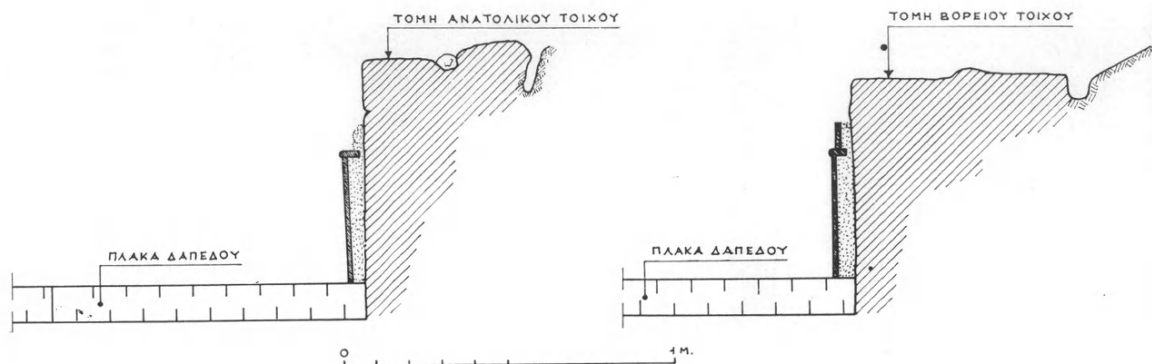 ΤΟΜΗ ΑΝΑΤΟΛΙΚΟΥ ΤΟΙΧΟΥ
ΤΟΜΗ ΒΟΡΕΙΟΥ ΤΟΙΧΟΥ
ΠΛΑΚΑ ΔΑΠΕΔΟΥ
ΠΛΑΚΑ ΔΑΠΕΔΟΥ
0
1 Μ.